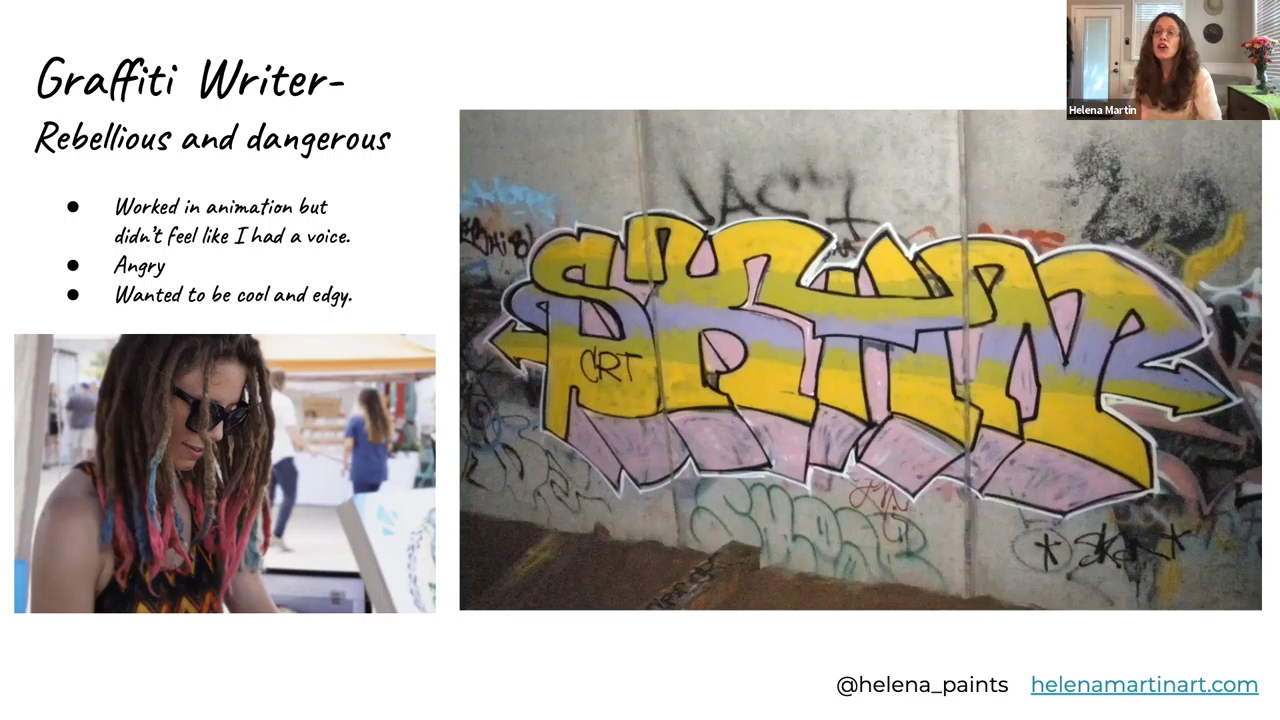 Graffiti Writer-
Rebellious and dangerous
● Worked in animation but
didn't feel like I had a voice.
● Angry
● Wanted to be cool and edgy.
Helena Martin
CRT
@helena_paints helenamartinart.com